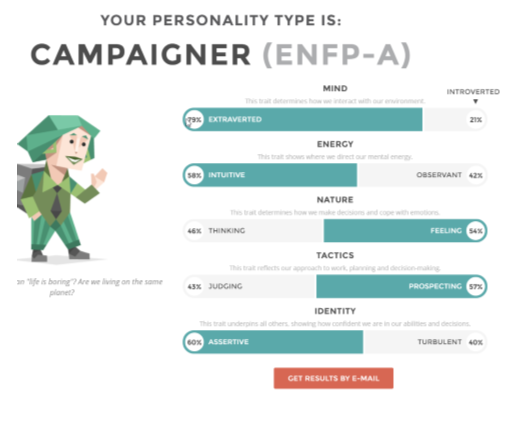 YOUR PERSONALITY TYPE IS:
CAMPAIGNER (ENFP-A)
MIND
INTROVERTED
This trait determines how we interact with our environment.
79% EXTRAVERTED 21%
ENERGY
This trait shows where we direct our mental energy.
58% INTUITIVE OBSERVANT 42%
NATURE
This trait determines how we make decisions and cope with emotions.
46% THINKING FEELING 54%
TACTICS
This trait reflects our approach to work, planning and decision-making.
on "life is boring"? Are we living on the same
planet?
43% JUDGING PROSPECTING 57%
IDENTITY
This trait underpins all others, showing how confident we are in our abilities and decisions.
60% ASSERTIVE TURBULENT 40%
GET RESULTS BY E-MAIL